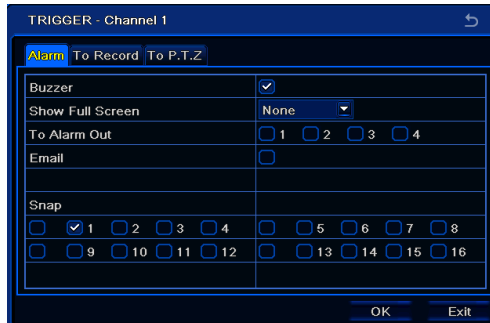 TRIGGER - Channel 1
Alarm To Record To P.T.Z
Buzzer
Show Full Screen None
To Alarm Out 1 2 3 4
Email
Snap
1 2 3 4 5 6 7 8
9 10 11 12 13 14 15 16
OK Exit